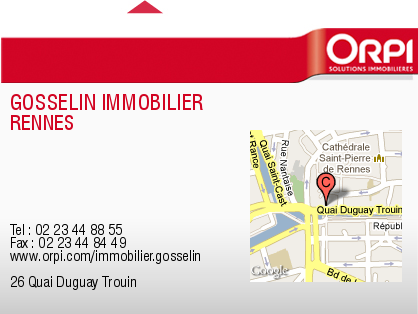 ORPI
SOLUTIONS IMMOBILIÈRES
GOSSELIN IMMOBILIER
RENNES
Tel : 02 23 44 88 55
Fax : 02 23 44 84 49
www.orpi.com/immobilier.gosselin
26 Quai Duguay Trouin
Rance
Quai Saint-Cast
Rue Nantaise
Cathédrale
Saint-Pierre
de Rennes
C
Quai Duguay Trouin
Républ
Bd de l
Google